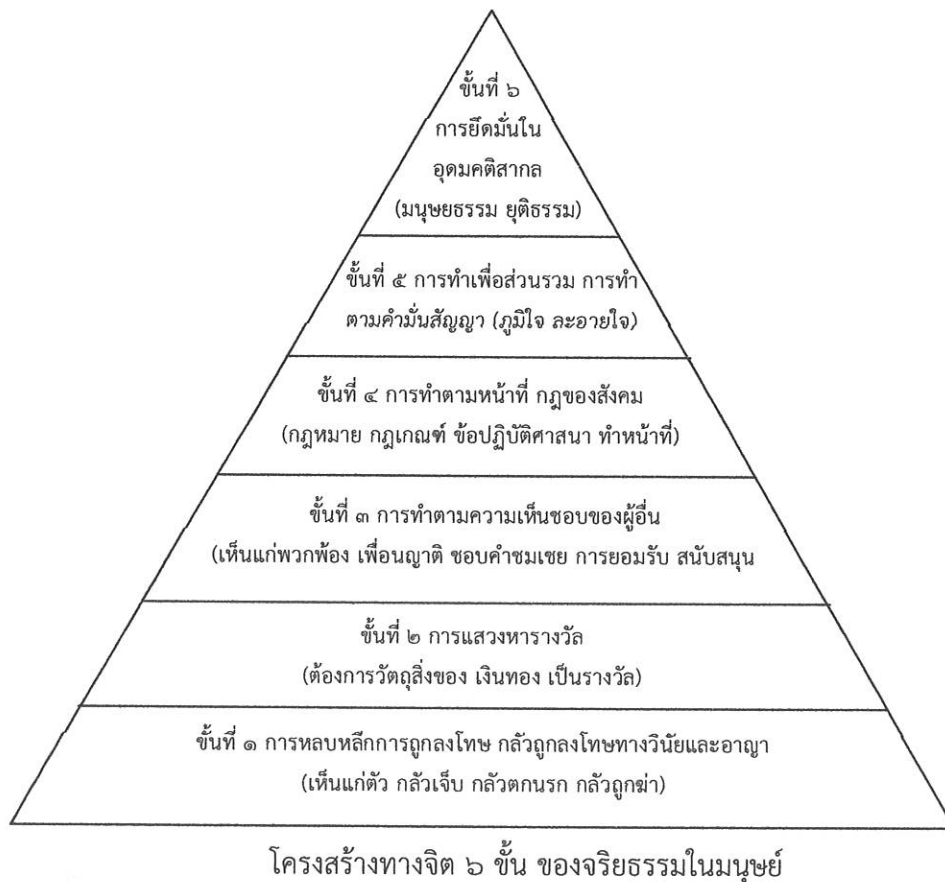 ขั้นที่ ๖
การยึดมั่นใน
อุดมคติสากล
(มนุษยธรรม ยุติธรรม)
ขั้นที่ ๕ การทำเพื่อส่วนรวม การทำ
ตามคำมั่นสัญญา (ภูมิใจ ละอายใจ)
ขั้นที่ ๔ การทำตามหน้าที่ กฎของสังคม
(กฎหมาย กฎเกณฑ์ ข้อปฏิบัติศาสนา ทำหน้าที่)
ขั้นที่ ๓ การทำตามความเห็นชอบของผู้อื่น
(เห็นแก่พวกพ้อง เพื่อนญาติ ชอบคำชมเชย การยอมรับ สนับสนุน
ขั้นที่ ๒ การแสวงหารางวัล
(ต้องการวัตถุสิ่งของ เงินทอง เป็นรางวัล)
ขั้นที่ ๑ การหลบหลีกการถูกลงโทษ กลัวถูกลงโทษทางวินัยและอาญา
(เห็นแก่ตัว กลัวเจ็บ กลัวตกนรก กลัวถูกฆ่า)
โครงสร้างทางจิต ๖ ขั้น ของจริยธรรมในมนุษย์